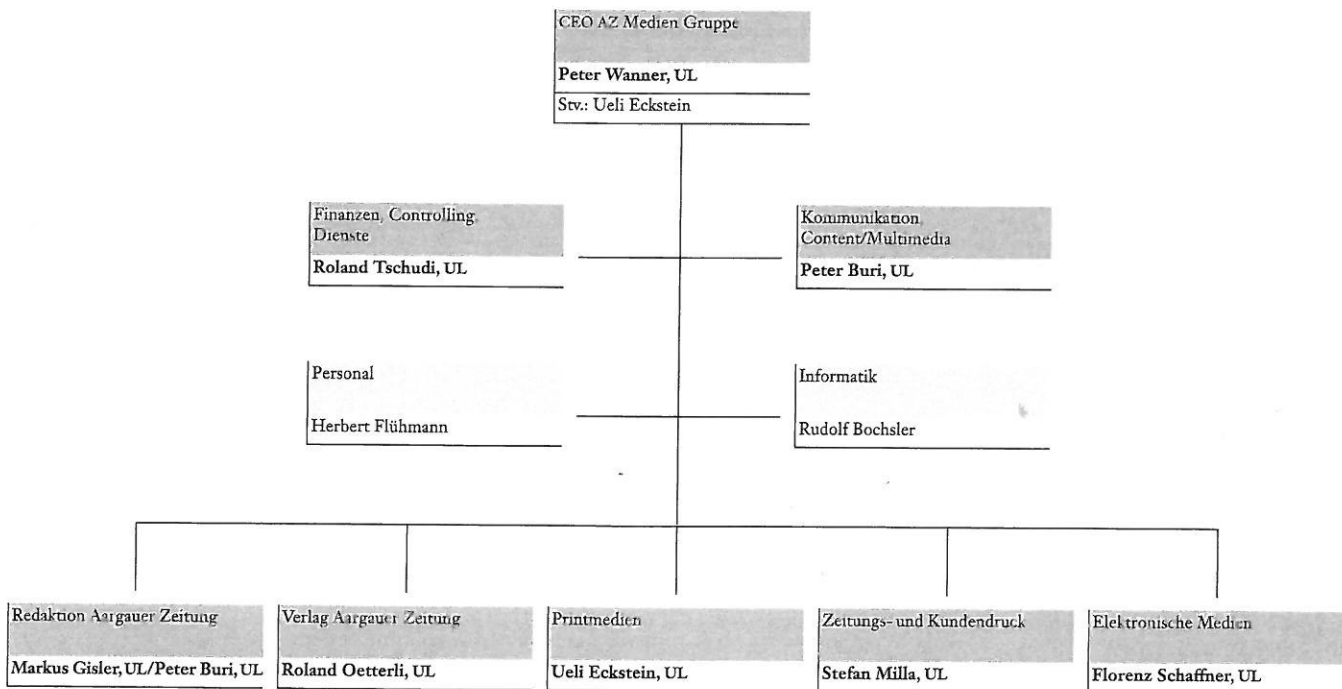 CEO AZ Medien Gruppe
Peter Wanner, UL
Stv.: Ueli Eckstein
Finanzen, Controlling,
Dienste
Roland Tschudi, UL
Kommunikation
Content/Multimedia
Peter Buri, UL
Personal
Herbert Flühmann
Informatik
Rudolf Bochsler
Redaktion Aargauer Zeitung
Markus Gisler, UL/Peter Buri, UL
Verlag Aargauer Zeitung
Roland Oetterli, UL
Printmedien
Ueli Eckstein, UL
Zeitungs- und Kundendruck
Stefan Milla, UL
Elektronische Medien
Florenz Schaffner, UL